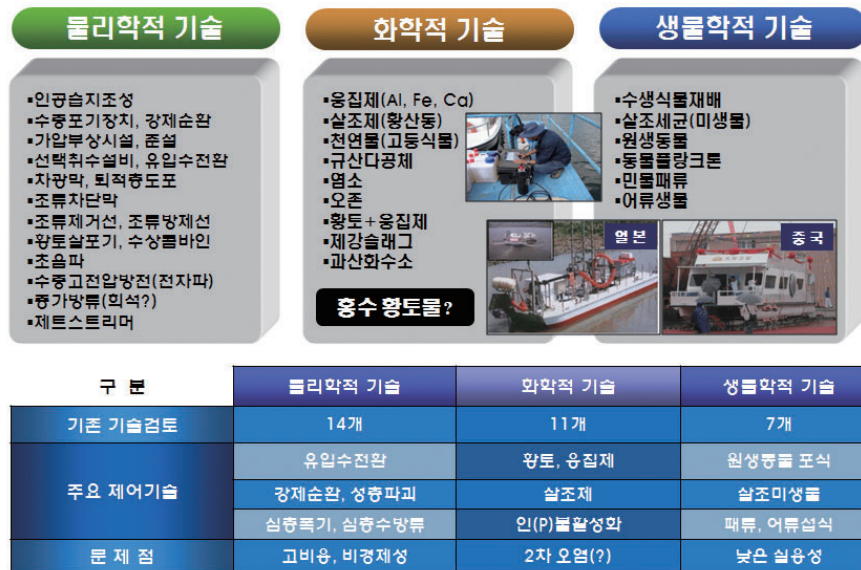 물리학적 기술
▪인공습지조성
▪수중포기장치, 강제순환
▪가압부상시설, 준설
▪선택취수설비, 유입수전환
▪차광막, 퇴적층도포
▪조류차단막
▪조류제거선, 조류방제선
▪황토살포기, 수상콤바인
▪초음파
▪수중고전압방전(전자파)
▪증가방류(희석?)
▪제트스트리머
화학적 기술
▪응집제(Al, Fe, Ca)
▪살조제(황산동)
▪천연물(고등식물)
▪규산다공체
▪염소
▪오존
▪황토+응집제
▪제강슬래그
▪과산화수소
홍수 황토물?
생물학적 기술
▪수생식물재배
▪살조세균(미생물)
▪원생동물
▪동물플랑크톤
▪민물패류
▪어류생물
일본
중국
구 분 물리학적 기술 화학적 기술 생물학적 기술
기존 기술검토 14개 11개 7개
주요 제어기술
유입수전환 황토, 응집제 원생동물 포식
강제순환, 성층파괴 살조제 살조미생물
심층폭기, 심층수방류 인(P)불활성화 패류, 어류섭식
문 제 점 고비용, 비경제성 2차 오염(?) 낮은 실용성